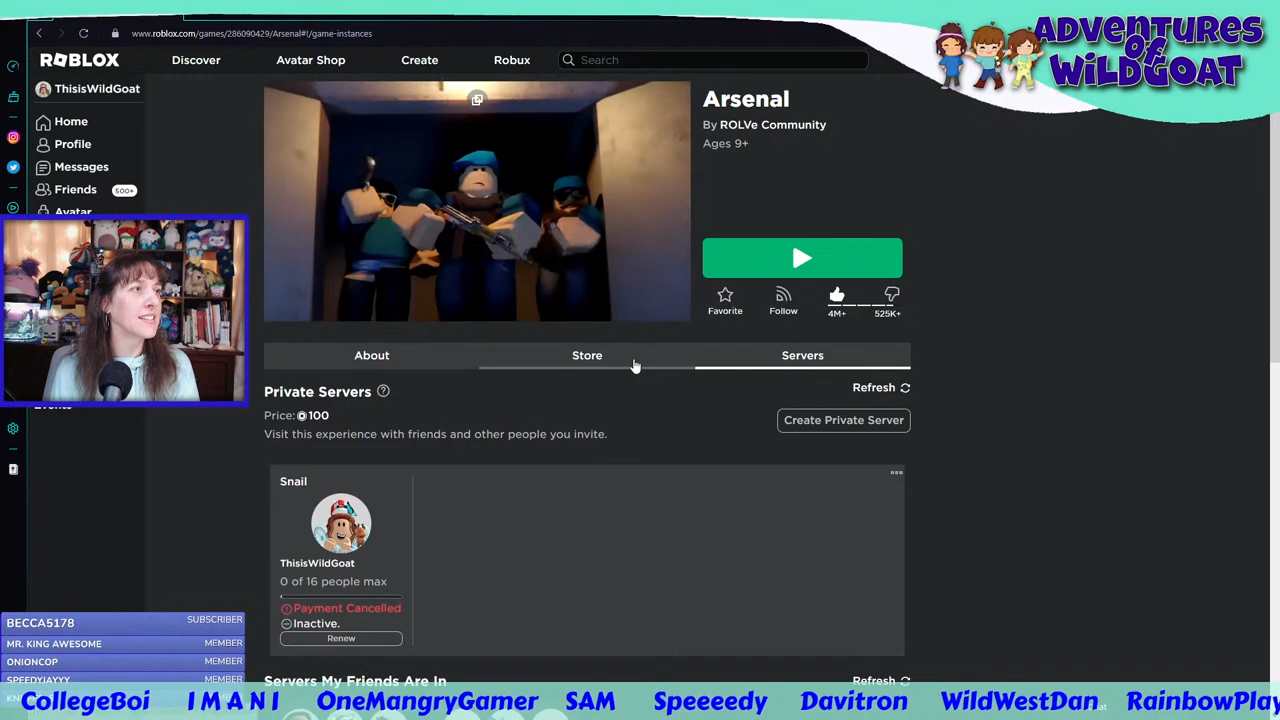 www.roblox.com/games/286090429/Arsenal#!/game-instances
ADVENTURES
OF
WILDGOAT
ROBLOX
Discover
Avatar Shop
Create
Robux
Search
ThisisWildGoat
Home
Profile
Messages
Friends
500+
Avatar
Arsenal
By ROLVe Community
Ages 9+
Favorite
Follow
4M+
525K+
About
Store
Servers
Private Servers
Refresh
Price: 100
Create Private Server
Visit this experience with friends and other people you invite.
Snail
ThisisWildGoat
0 of 16 people max
Payment Cancelled
Inactive.
Renew
Servers My Friends Are In
Refresh
BECCA5178 SUBSCRIBER
MR. KING AWESOME MEMBER
ONIONCOP MEMBER
SPEEDYJAYYY MEMBER
CollegeBoi I M A N I OneMangryGamer SAM Speeeedy Davitron WildWestDan RainbowPlay